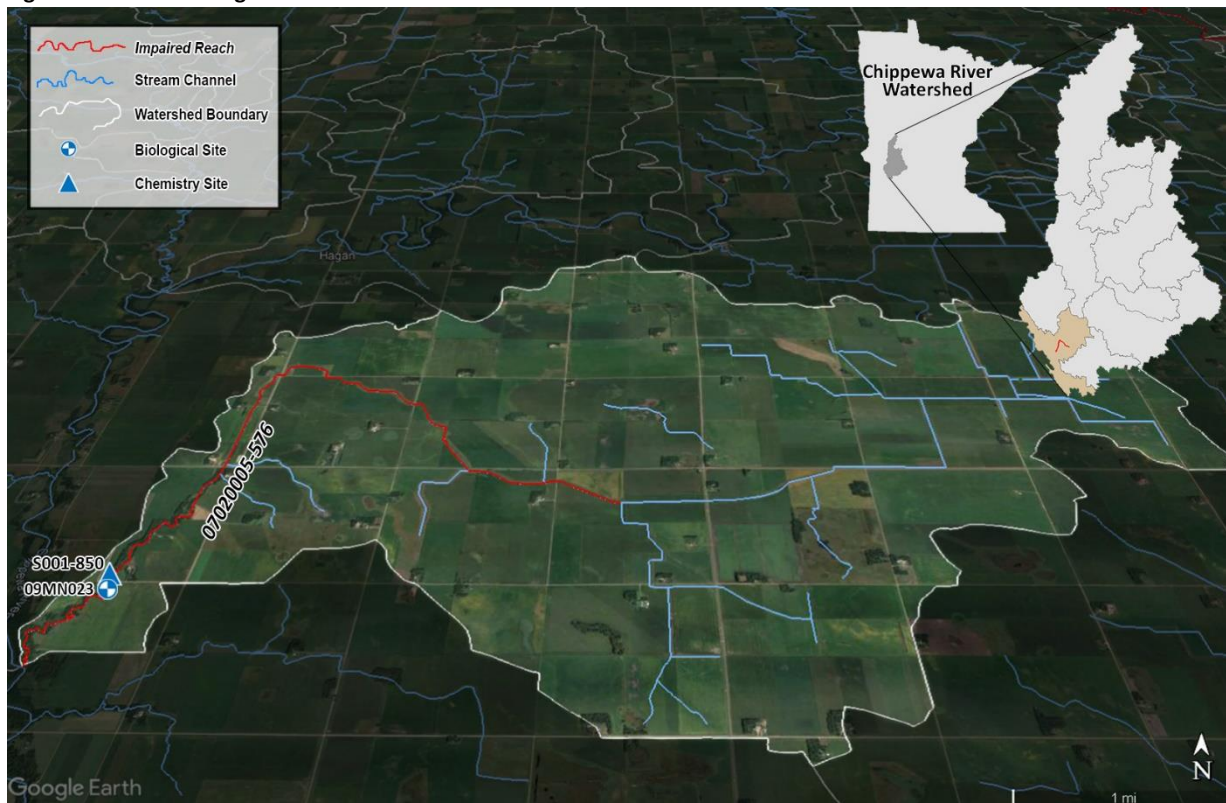 Impaired Reach
Stream Channel
Watershed Boundary
Biological Site
Chemistry Site
Chippewa River
Watershed
Hagan
07020005-576
S001-850
09MN023
Google Earth
N
1 mi